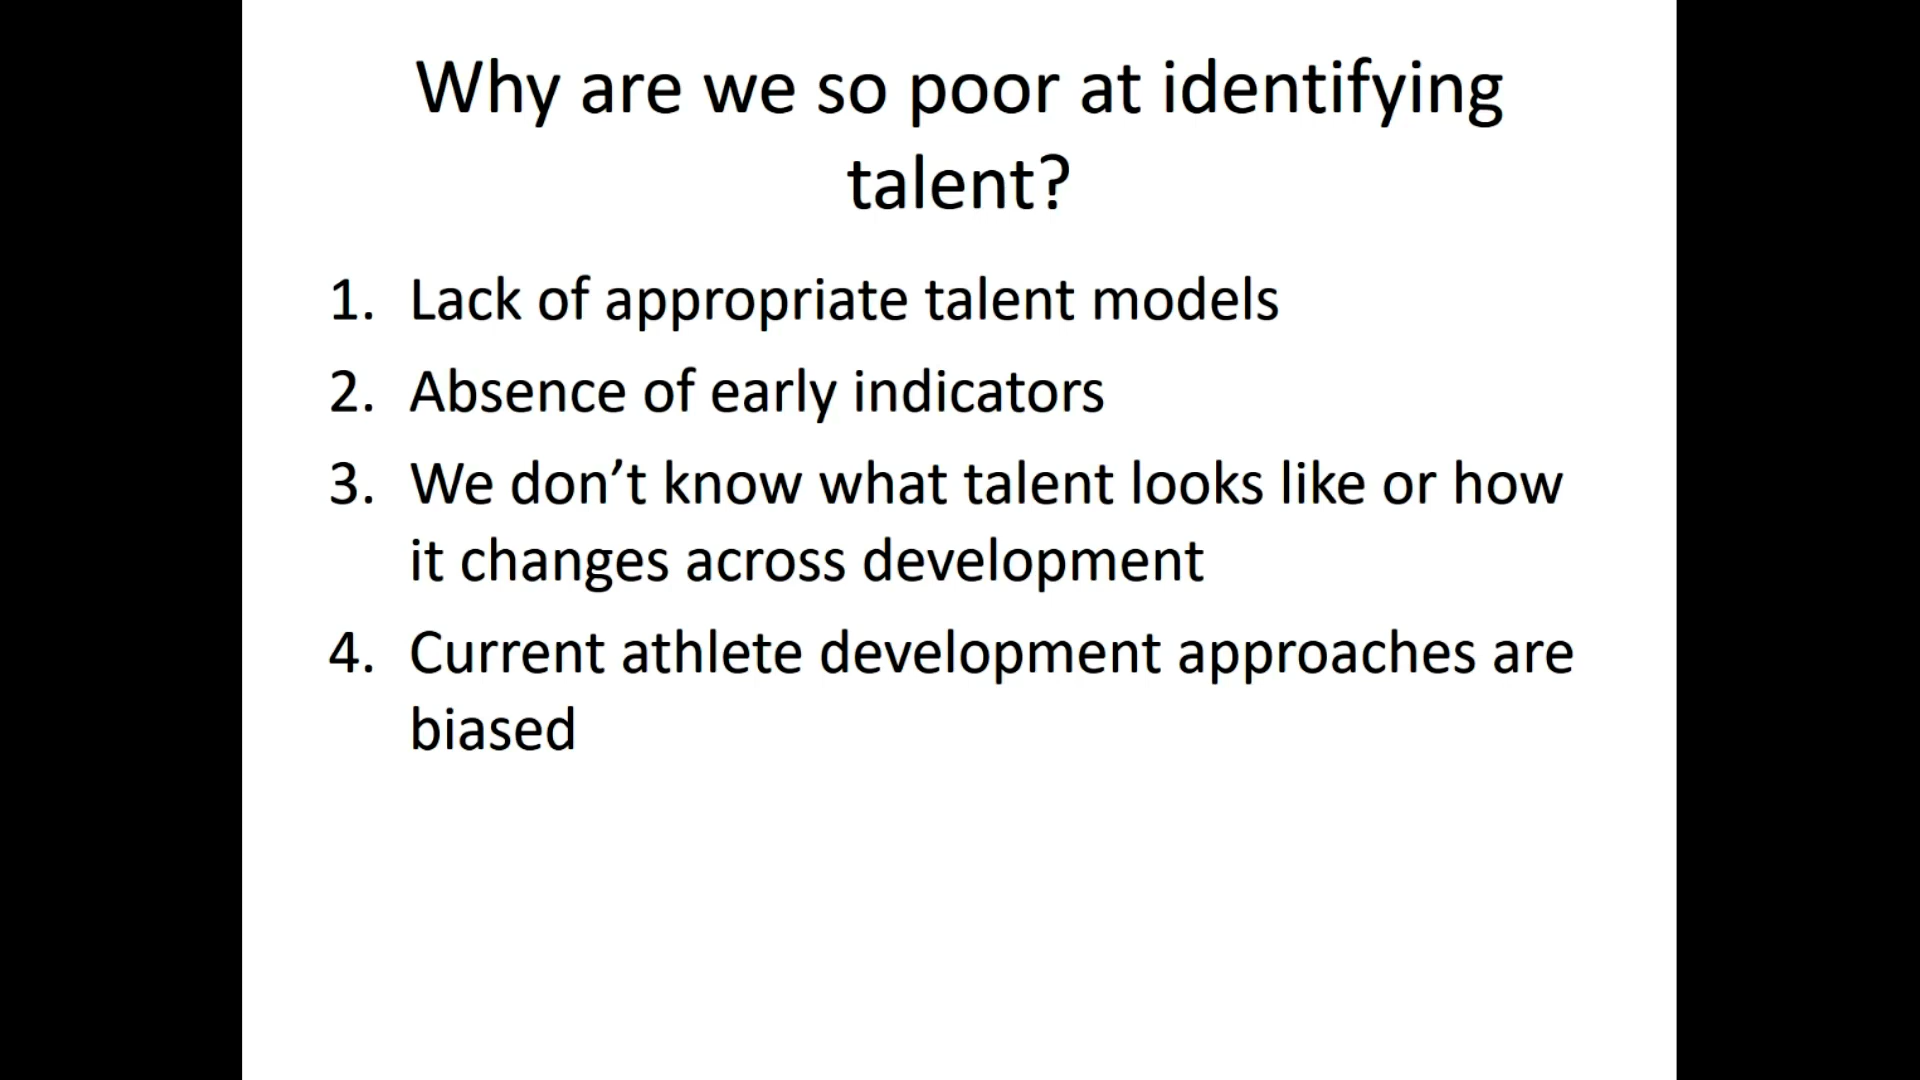 Why are we so poor at identifying
talent?
1. Lack of appropriate talent models
2. Absence of early indicators
3. We don’t know what talent looks like or how
it changes across development
4. Current athlete development approaches are
biased